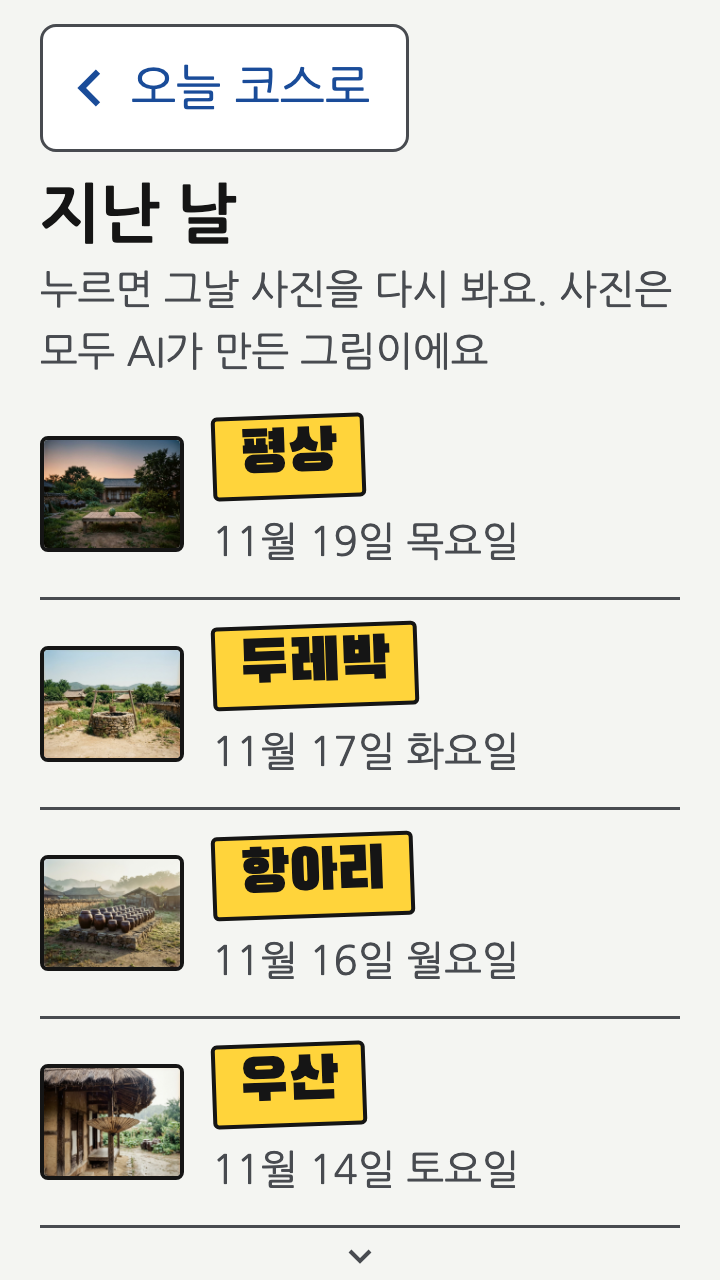 오늘 코스로
지난 날
누르면 그날 사진을 다시 봐요. 사진은
모두 AI가 만든 그림이에요
평상
11월 19일 목요일
두레박
11월 17일 화요일
항아리
11월 16일 월요일
우산
11월 14일 토요일